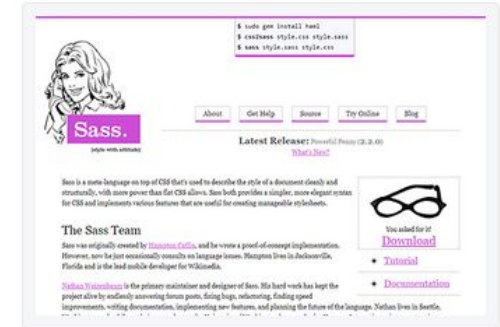 $ sudo gem install haml
$ css2sass style.css style.sass
$ sass style.sass style.css
Sass.
{style with attitude}
About Get Help Source Try Online Blog
Latest Release: Powerful Penny (2.2.0)
What's New?
Sass is a meta-language on top of CSS that's used to describe the style of a document cleanly and
structurally, with more power than flat CSS allows. Sass both provides a simpler, more elegant syntax
for CSS and implements various features that are useful for creating manageable stylesheets.
You asked for it!
Download
Tutorial
Documentation
The Sass Team
Sass was originally created by Hampton Catlin, and he wrote a proof-of-concept implementation.
However, now he just occasionally consults on language issues. Hampton lives in Jacksonville,
Florida and is the lead mobile developer for Wikimedia.
Nathan Weizenbaum is the primary maintainer and designer of Sass. His hard work has kept the
project alive by endlessly answering forum posts, fixing bugs, refactoring, finding speed
improvements, writing documentation, implementing new features, and planning the future of the language. Nathan lives in Seattle,